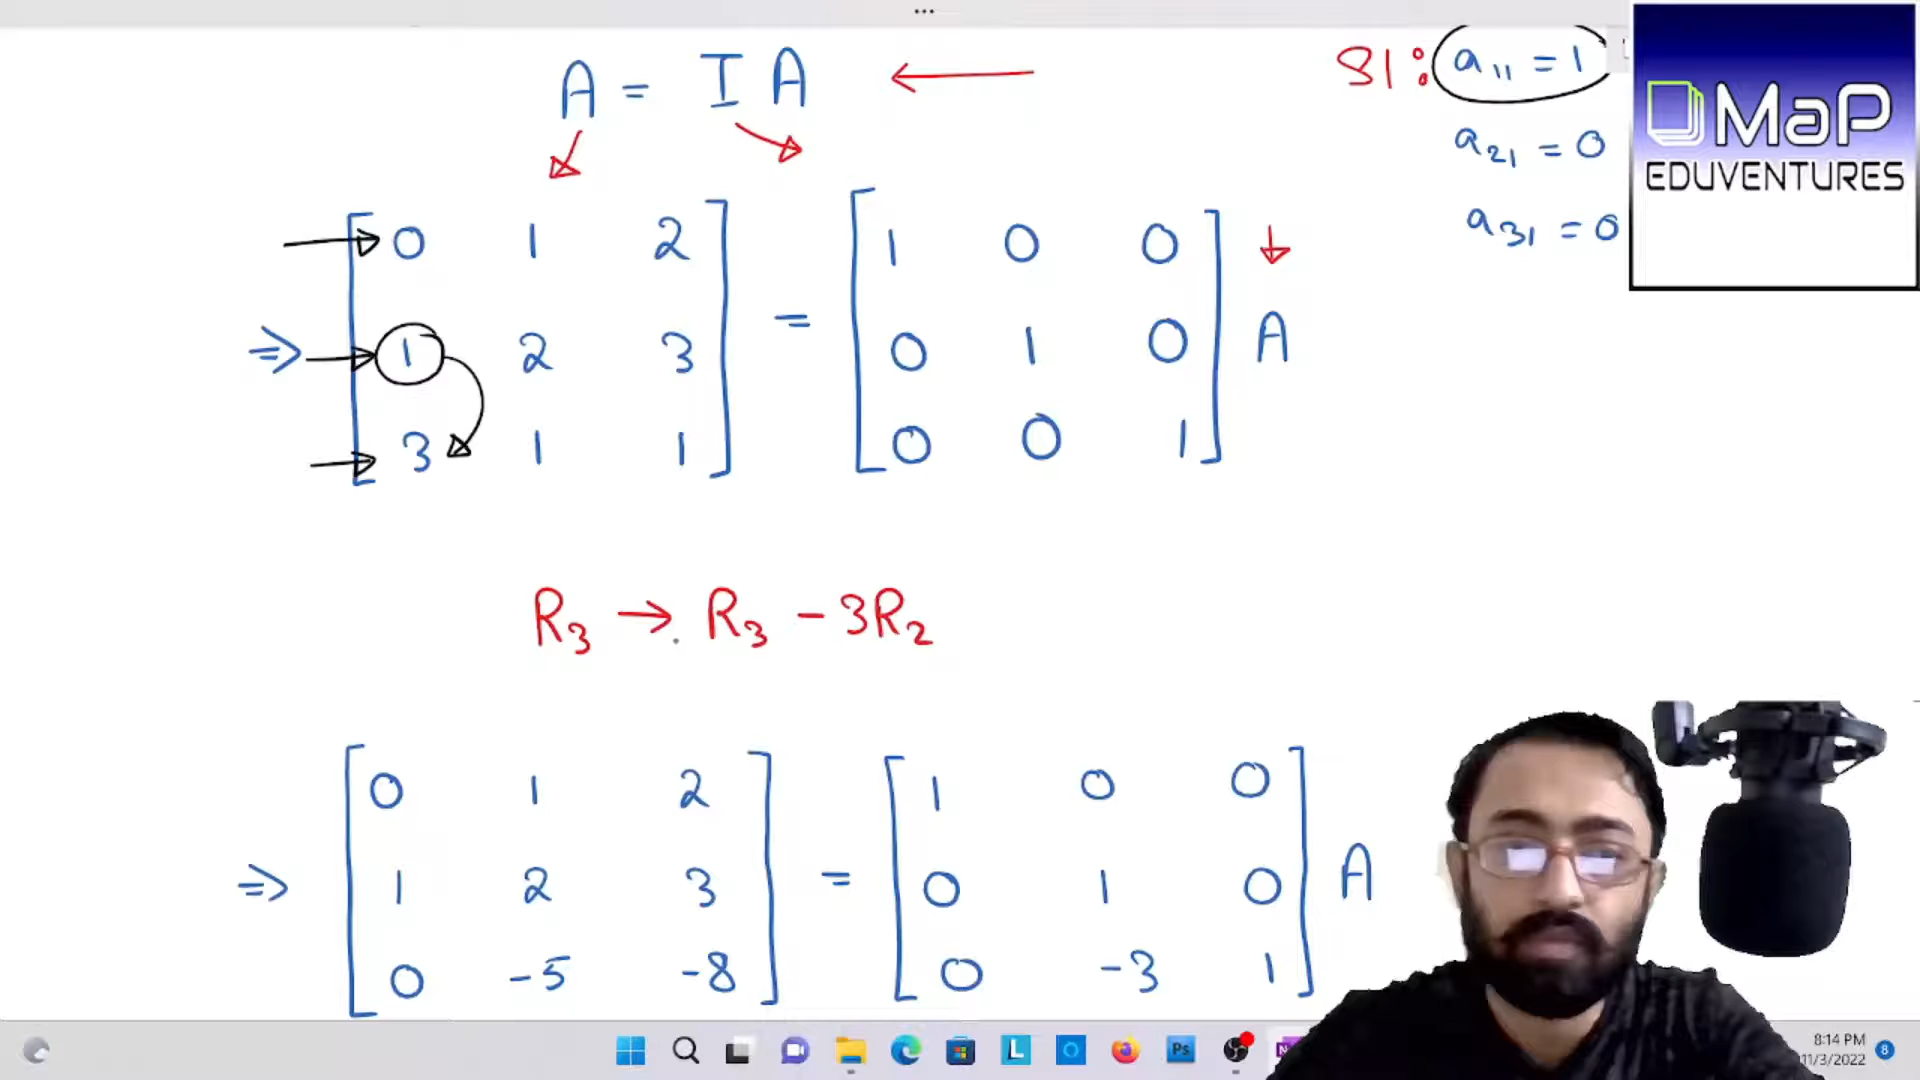 ...
A = I A ←
S1: a11 = 1
a21 = 0
a31 = 0
MaP
EDUVENTURES
0 1 2 1 0 0
⇒ 1 2 3 = 0 1 0 A
3 1 1 0 0 1
R3 → R3 - 3R2
0 1 2 1 0 0
⇒ 1 2 3 = 0 1 0 A
0 -5 -8 0 -3 1
L
Ps
8:14 PM
11/3/2022
8